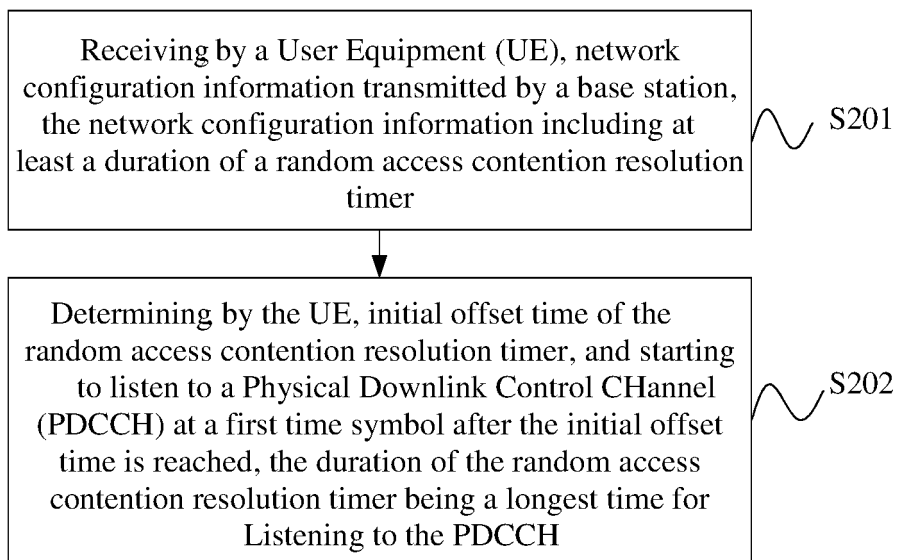 Receiving by a User Equipment (UE), network
configuration information transmitted by a base station,
the network configuration information including at
least a duration of a random access contention resolution
timer
S201
Determining by the UE, initial offset time of the
random access contention resolution timer, and starting
to listen to a Physical Downlink Control CHannel
(PDCCH) at a first time symbol after the initial offset
time is reached, the duration of the random access
contention resolution timer being a longest time for
Listening to the PDCCH
S202